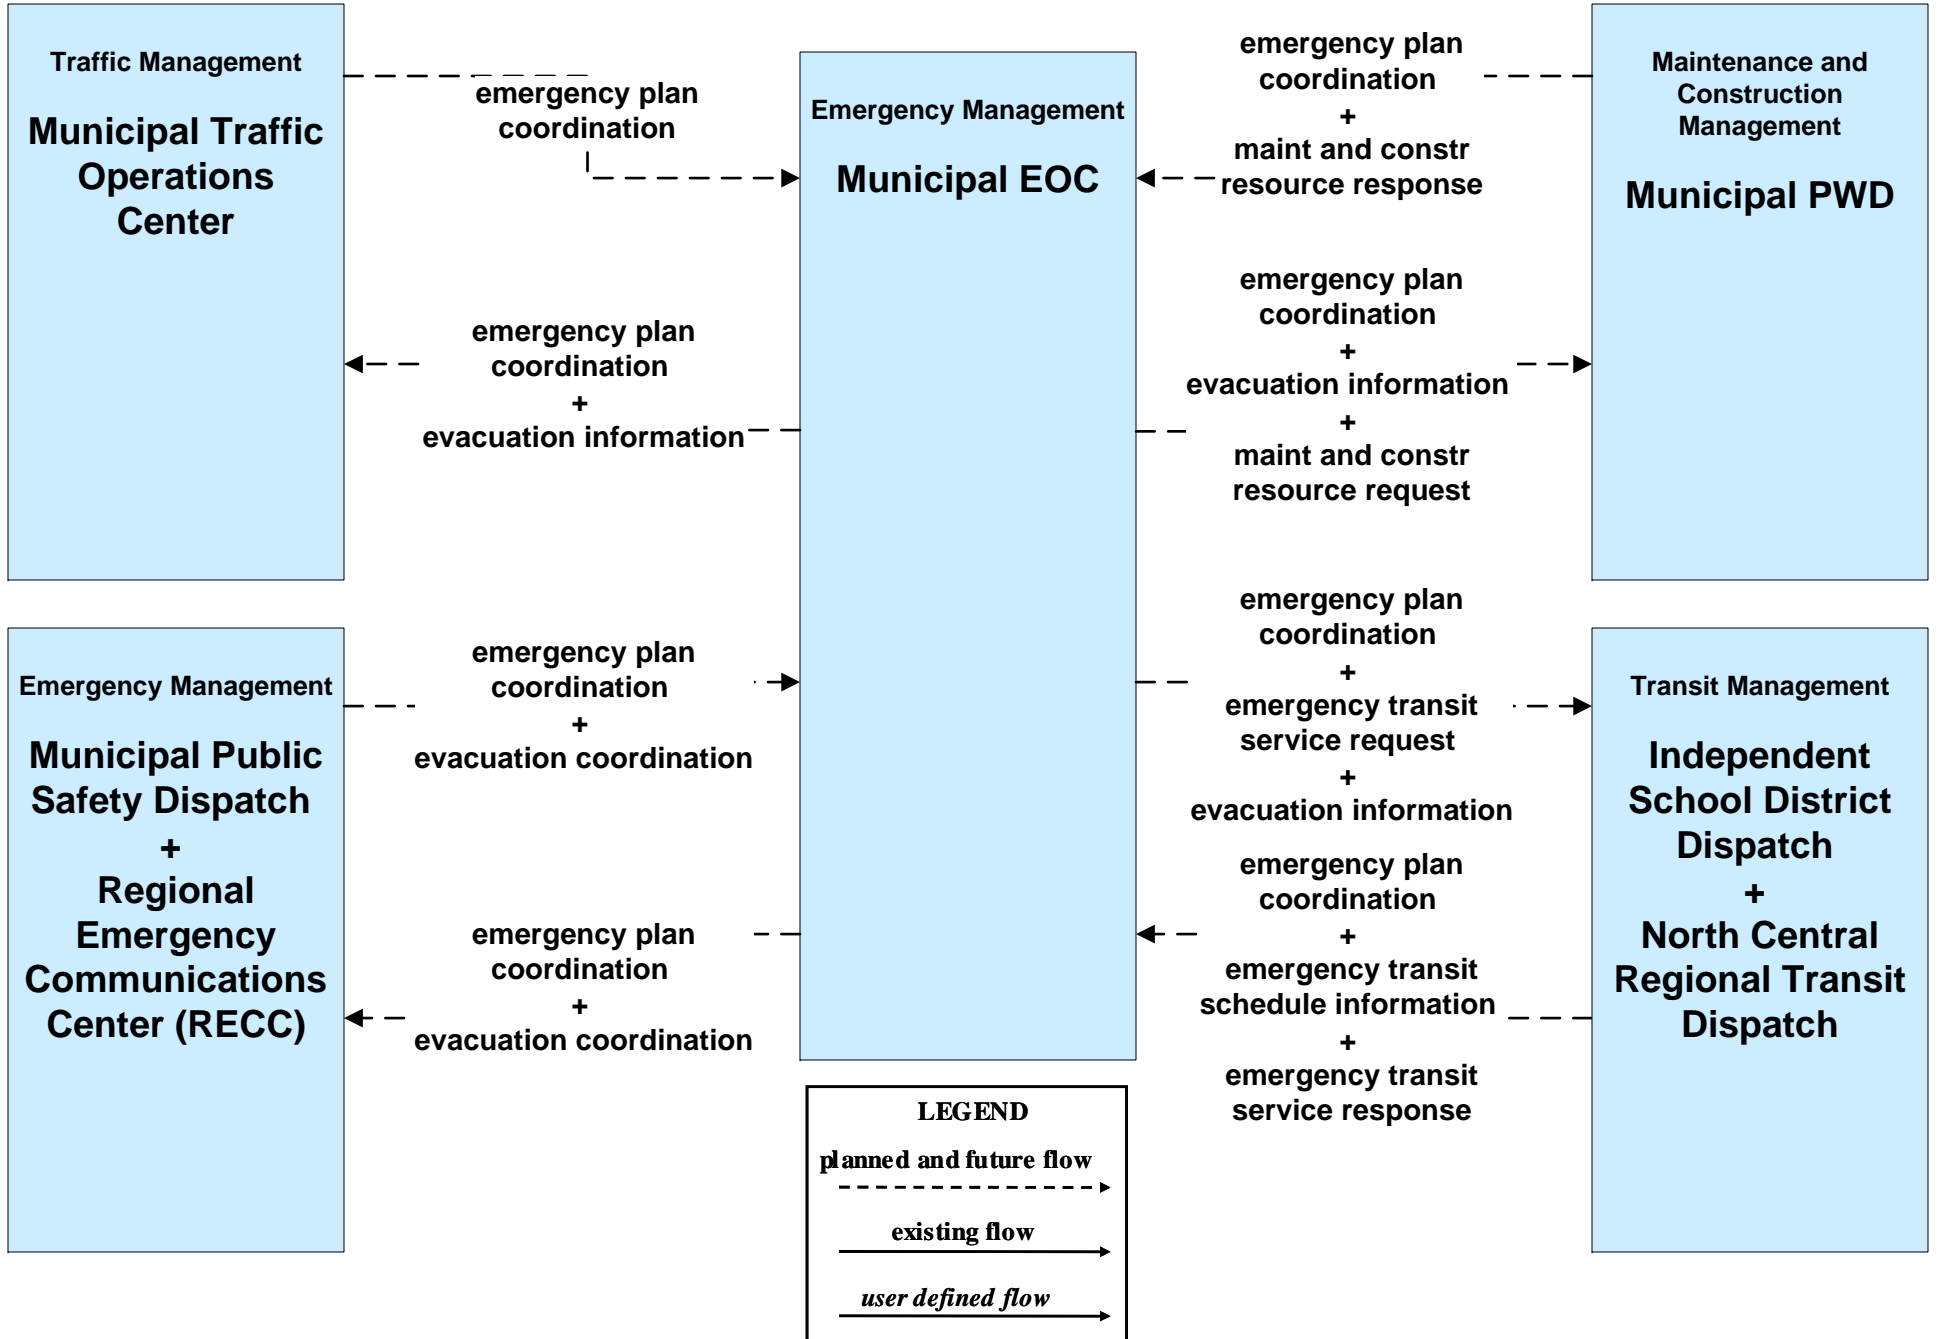 Traffic Management
Municipal Traffic
Operations
Center
emergency plan
coordination
emergency plan
coordination
+
evacuation information
Emergency Management
Municipal EOC
emergency plan
coordination
+
maint and constr
resource response
emergency plan
coordination
+
evacuation information
+
maint and constr
resource request
Maintenance and
Construction
Management
Municipal PWD
Emergency Management
Municipal Public
Safety Dispatch
+
Regional
Emergency
Communications
Center (RECC)
emergency plan
coordination
+
evacuation coordination
emergency plan
coordination
+
evacuation coordination
emergency plan
coordination
+
emergency transit
service request
+
evacuation information
emergency plan
coordination
+
emergency transit
schedule information
+
emergency transit
service response
Transit Management
Independent
School District
Dispatch
+
North Central
Regional Transit
Dispatch
LEGEND
planned and future flow
existing flow
user defined flow